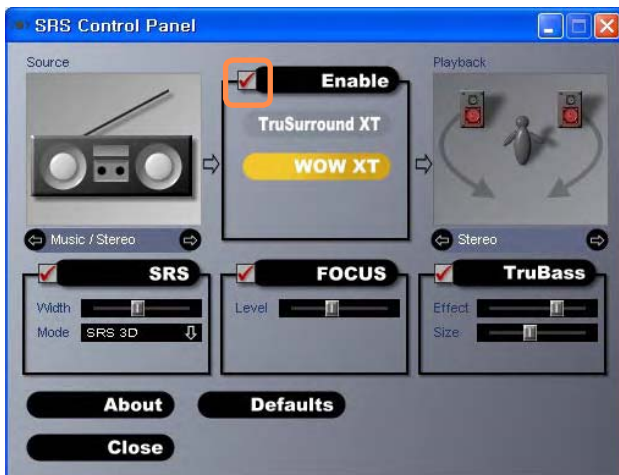 SRS Control Panel
Source
Enable
Playback
TruSurround XT
WOW XT
Music / Stereo
Stereo
SRS
FOCUS
TruBass
Width
Level
Effect
Mode
SRS 3D
Size
About
Defaults
Close